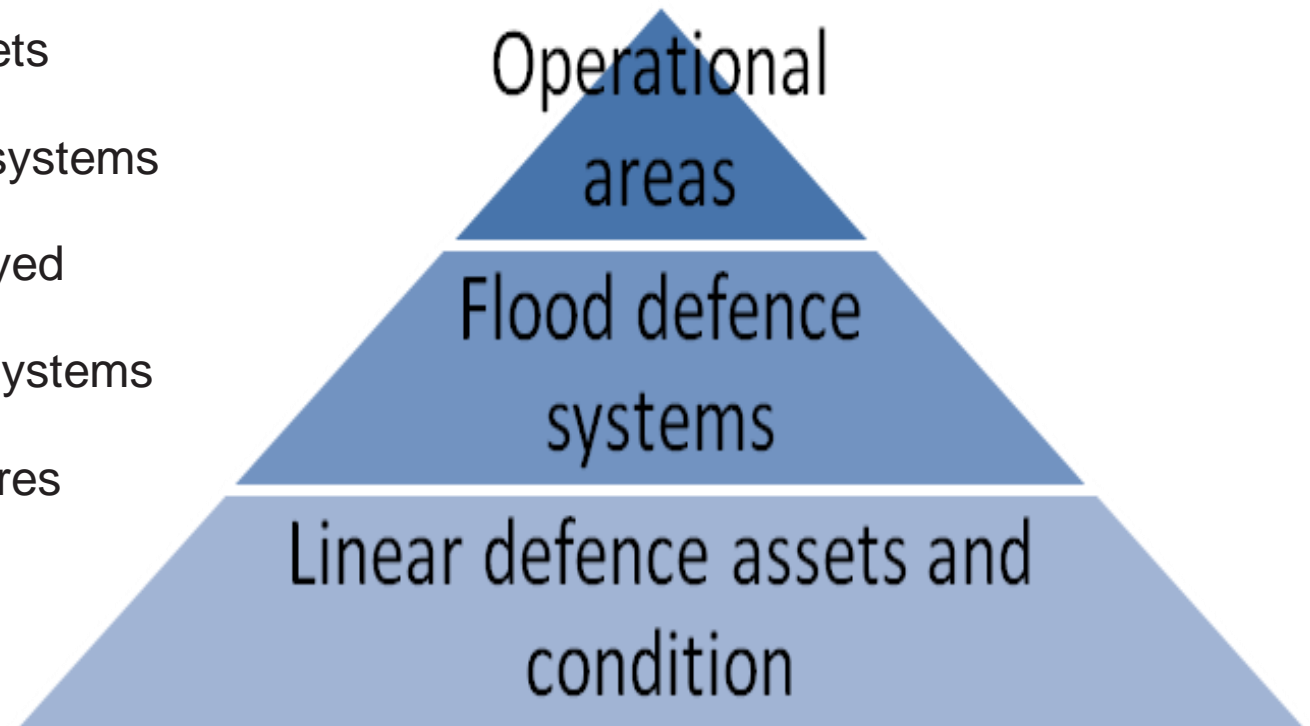 ets
systems
yed
ystems
res
Operational
areas
Flood defence
systems
Linear defence assets and
condition